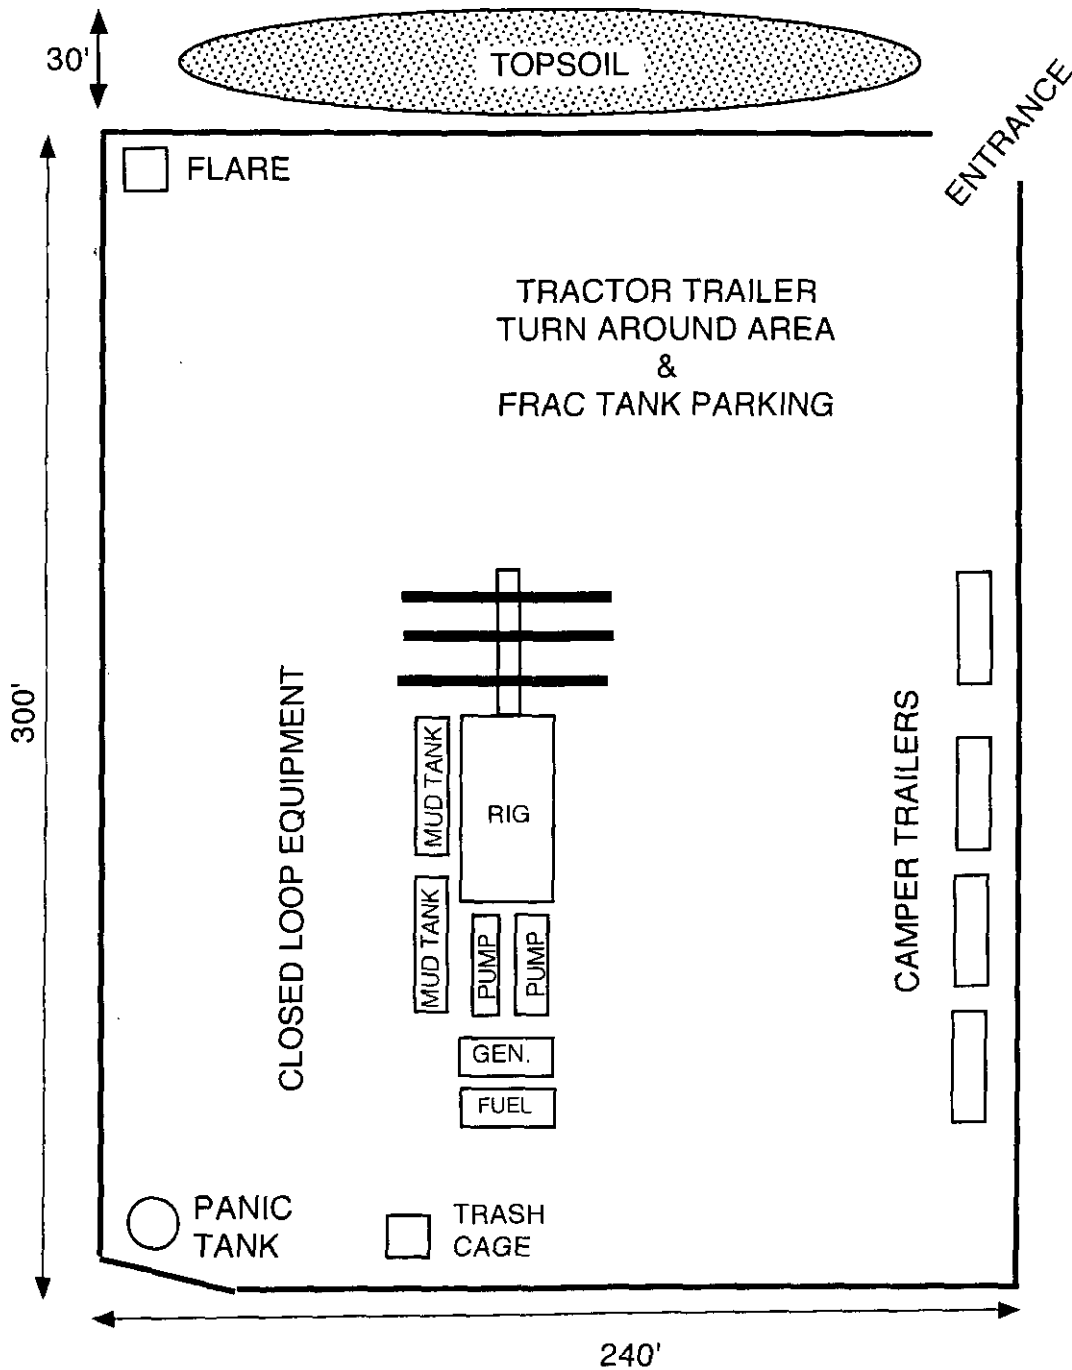 30'
TOPSOIL
ENTRANCE
FLARE
TRACTOR TRAILER
TURN AROUND AREA
&
FRAC TANK PARKING
300'
CLOSED LOOP EQUIPMENT
MUD TANK
RIG
CAMPER TRAILERS
MUD TANK
PUMP
PUMP
GEN.
FUEL
PANIC
TANK
TRASH
CAGE
240'